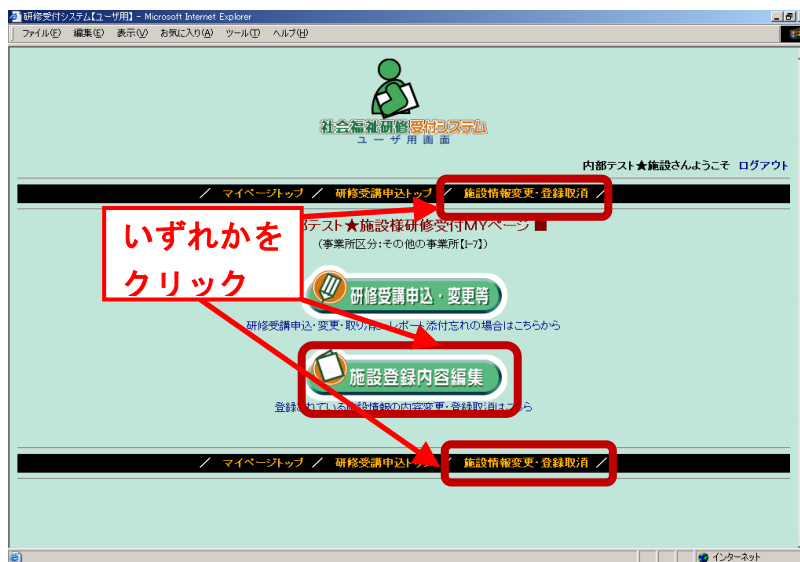 研修受付システム【ユーザ用】 - Microsoft Internet Explorer
ファイル(F) 編集(E) 表示(V) お気に入り(A) ツール(T) ヘルプ(H)
社会福祉研修受付システム
ユーザ用画面
内部テスト★施設さんようこそ ログアウト
／ マイページトップ ／ 研修受講申込トップ ／ 施設情報変更・登録取消 ／
いずれかを
クリック
テスト★施設様研修受付MYページ ■
(事業所区分:その他の事業所【I-7】)
研修受講申込・変更等
研修受講申込・変更・取り消し・レポート添付忘れの場合はこちらから
施設登録内容編集
登録されている施設情報の内容変更・登録取消はこちら
／ マイページトップ ／ 研修受講申込トップ ／ 施設情報変更・登録取消 ／
インターネット